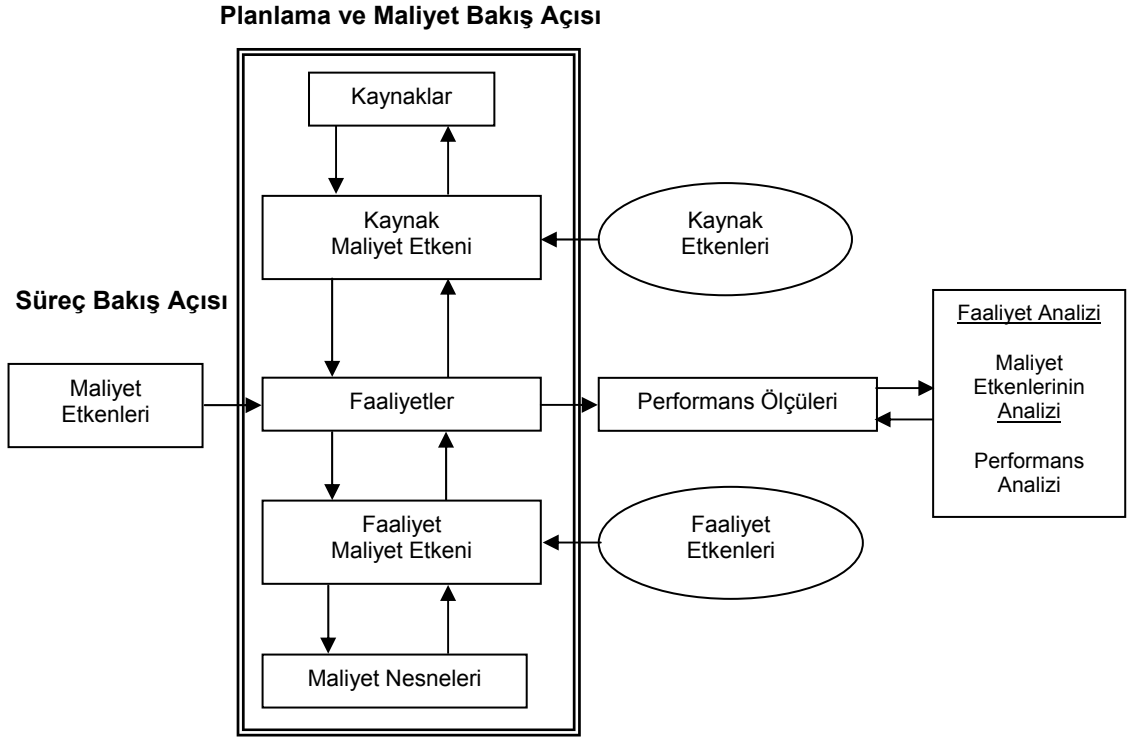 Planlama ve Maliyet Bakış Açısı
Kaynaklar
Kaynak
Maliyet Etkeni
Kaynak
Etkenleri
Süreç Bakış Açısı
Maliyet
Etkenleri
Faaliyetler
Performans Ölçüleri
Faaliyet Analizi
Maliyet
Etkenlerinin
Analizi
Performans
Analizi
Faaliyet
Maliyet Etkeni
Faaliyet
Etkenleri
Maliyet Nesneleri